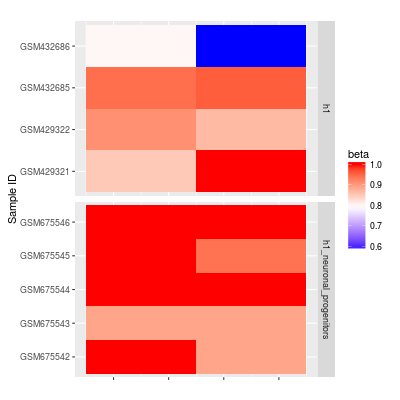 GSM432686
GSM432685
GSM429322
GSM429321
h1
GSM675546
GSM675545
GSM675544
GSM675543
GSM675542
h1_neuronal_progenitors
Sample ID
beta
1.0
0.9
0.8
0.7
0.6